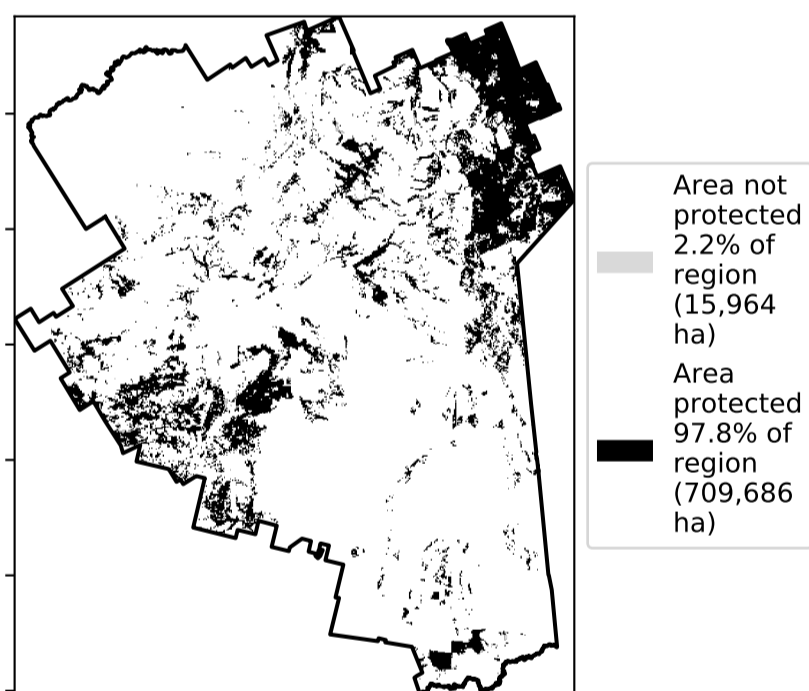 Area not
protected
2.2% of
region
(15,964
ha)
Area
protected
97.8% of
region
(709,686
ha)